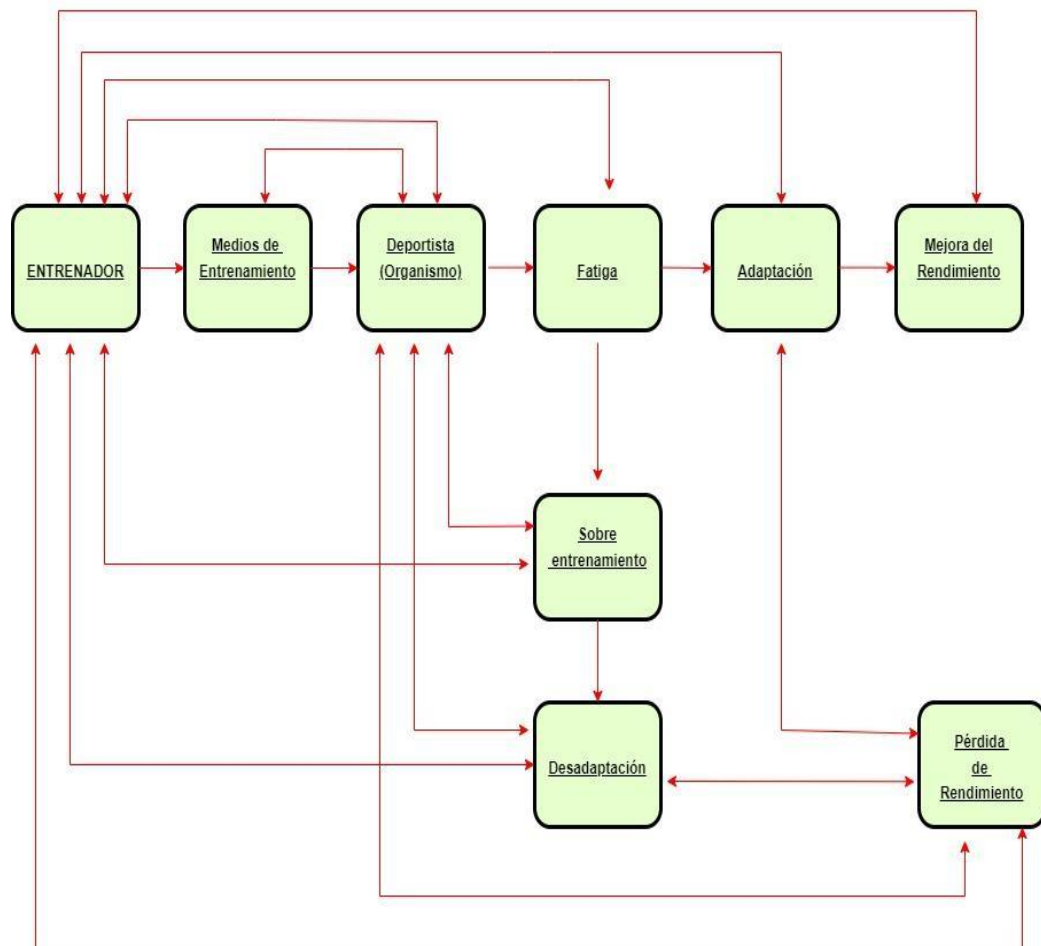 ENTRENADOR
Medios de
Entrenamiento
Deportista
(Organismo)
Fatiga
Adaptación
Mejora del
Rendimiento
Sobre
entrenamiento
Desadaptación
Pérdida
de
Rendimiento